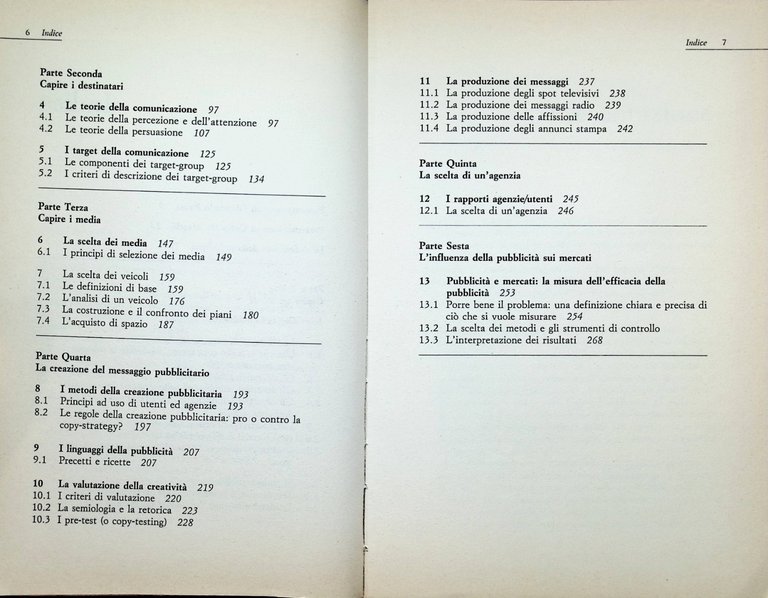 6 Indice
Parte Seconda
Capire i destinatari
4 Le teorie della comunicazione 97
4.1 Le teorie della percezione e dell'attenzione 97
4.2 Le teorie della persuasione 107
5 I target della comunicazione 125
5.1 Le componenti dei target-group 125
5.2 I criteri di descrizione dei target-group 134
Parte Terza
Capire i media
6 La scelta dei media 147
6.1 I principi di selezione dei media 149
7 La scelta dei veicoli 159
7.1 Le definizioni di base 159
7.2 L'analisi di un veicolo 176
7.3 La costruzione e il confronto dei piani 180
7.4 L'acquisto di spazio 187
Parte Quarta
La creazione del messaggio pubblicitario
8 I metodi della creazione pubblicitaria 193
8.1 Principi ad uso di utenti ed agenzie 193
8.2 Le regole della creazione pubblicitaria: pro o contro la
copy-strategy? 197
9 I linguaggi della pubblicità 207
9.1 Precetti e ricette 207
10 La valutazione della creatività 219
10.1 I criteri di valutazione 220
10.2 La semiologia e la retorica 223
10.3 I pre-test (o copy-testing) 228
Indice 7
11 La produzione dei messaggi 237
11.1 La produzione degli spot televisivi 238
11.2 La produzione dei messaggi radio 239
11.3 La produzione delle affissioni 240
11.4 La produzione degli annunci stampa 242
Parte Quinta
La scelta di un'agenzia
12 I rapporti agenzie/utenti 245
12.1 La scelta di un'agenzia 246
Parte Sesta
L'influenza della pubblicità sui mercati
13 Pubblicità e mercati: la misura dell'efficacia della
pubblicità 253
13.1 Porre bene il problema: una definizione chiara e precisa di
ciò che si vuole misurare 254
13.2 La scelta dei metodi e gli strumenti di controllo
13.3 L'interpretazione dei risultati 268